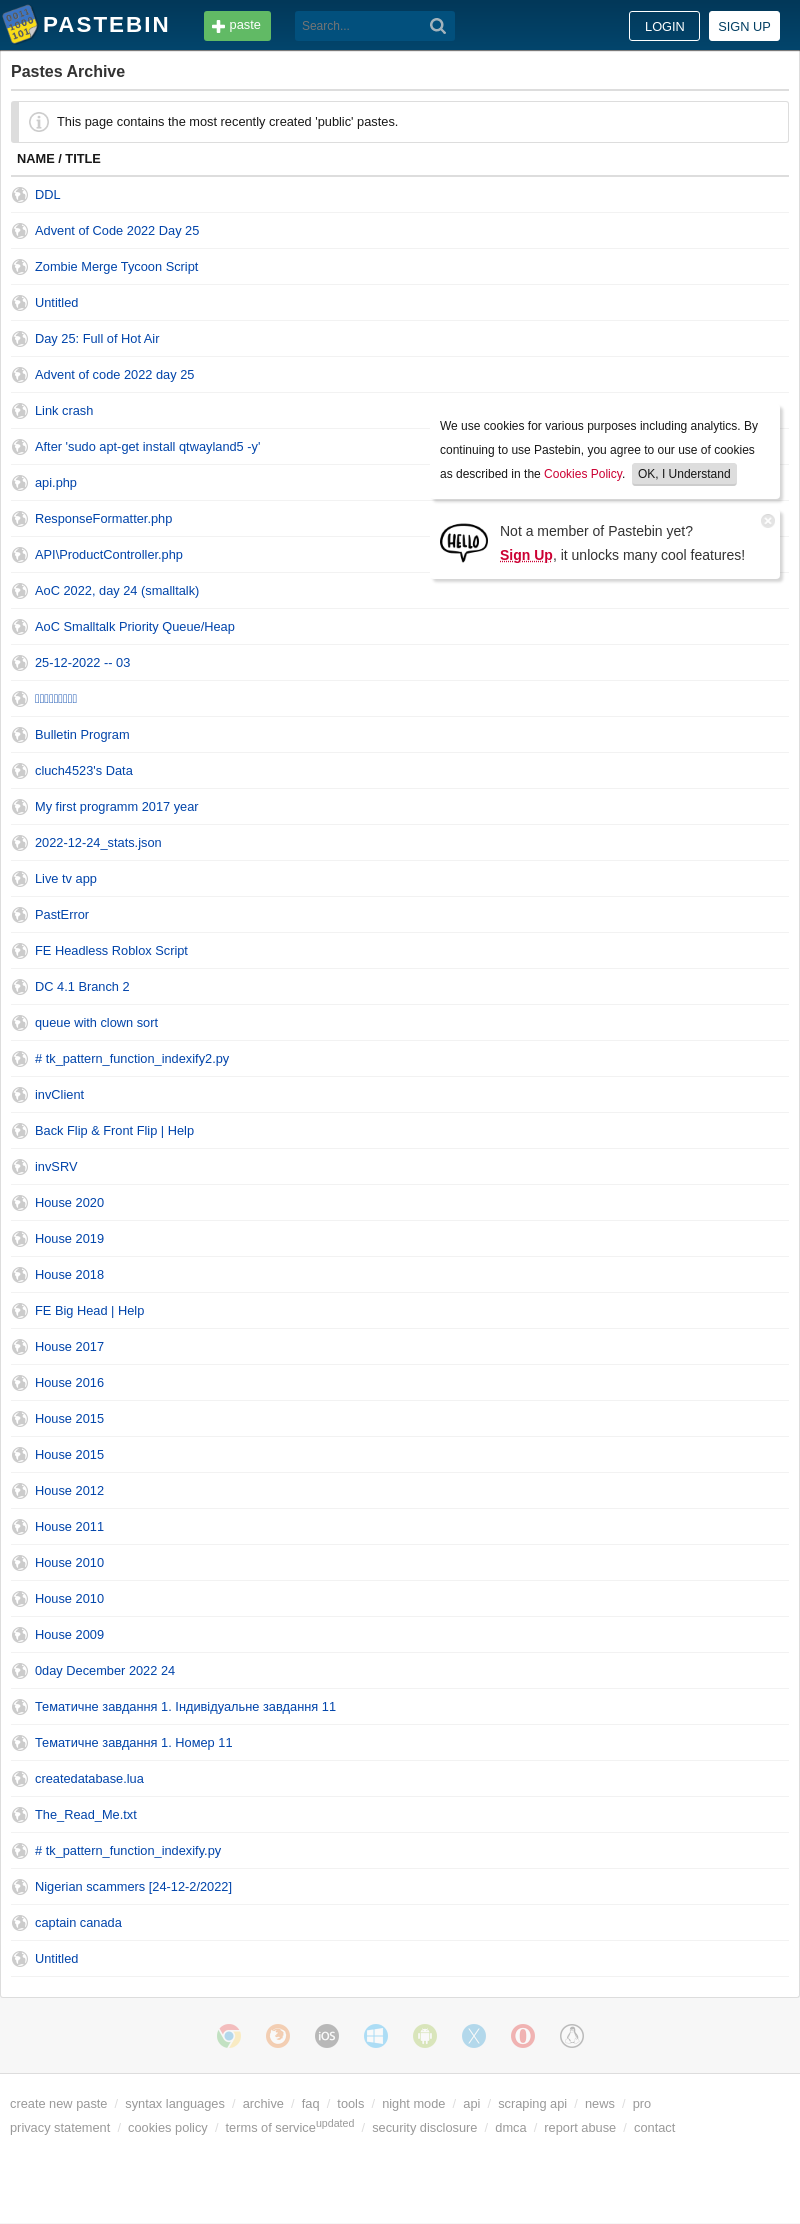 PASTEBIN
paste
Search...
LOGIN
SIGN UP
Pastes Archive
This page contains the most recently created 'public' pastes.
NAME / TITLE
DDL
Advent of Code 2022 Day 25
Zombie Merge Tycoon Script
Untitled
Day 25: Full of Hot Air
Advent of code 2022 day 25
Link crash
After 'sudo apt-get install qtwayland5 -y'
api.php
ResponseFormatter.php
API\ProductController.php
AoC 2022, day 24 (smalltalk)
We use cookies for various purposes including analytics. By
continuing to use Pastebin, you agree to our use of cookies
as described in the Cookies Policy. OK, I Understand
HELLO
Not a member of Pastebin yet?
Sign Up, it unlocks many cool features!
AoC Smalltalk Priority Queue/Heap
25-12-2022 -- 03
Bulletin Program
cluch4523's Data
My first programm 2017 year
2022-12-24_stats.json
Live tv app
PastError
FE Headless Roblox Script
DC 4.1 Branch 2
queue with clown sort
# tk_pattern_function_indexify2.py
invClient
Back Flip & Front Flip | Help
invSRV
House 2020
House 2019
House 2018
FE Big Head | Help
House 2017
House 2016
House 2015
House 2015
House 2012
House 2011
House 2010
House 2010
House 2009
0day December 2022 24
Тематичне завдання 1. Індивідуальне завдання 11
Тематичне завдання 1. Номер 11
createdatabase.lua
The_Read_Me.txt
# tk_pattern_function_indexify.py
Nigerian scammers [24-12-2/2022]
captain canada
Untitled
iOS
create new paste / syntax languages / archive / faq / tools / night mode / api / scraping api / news / pro
privacy statement / cookies policy / terms of service updated / security disclosure / dmca / report abuse / contact